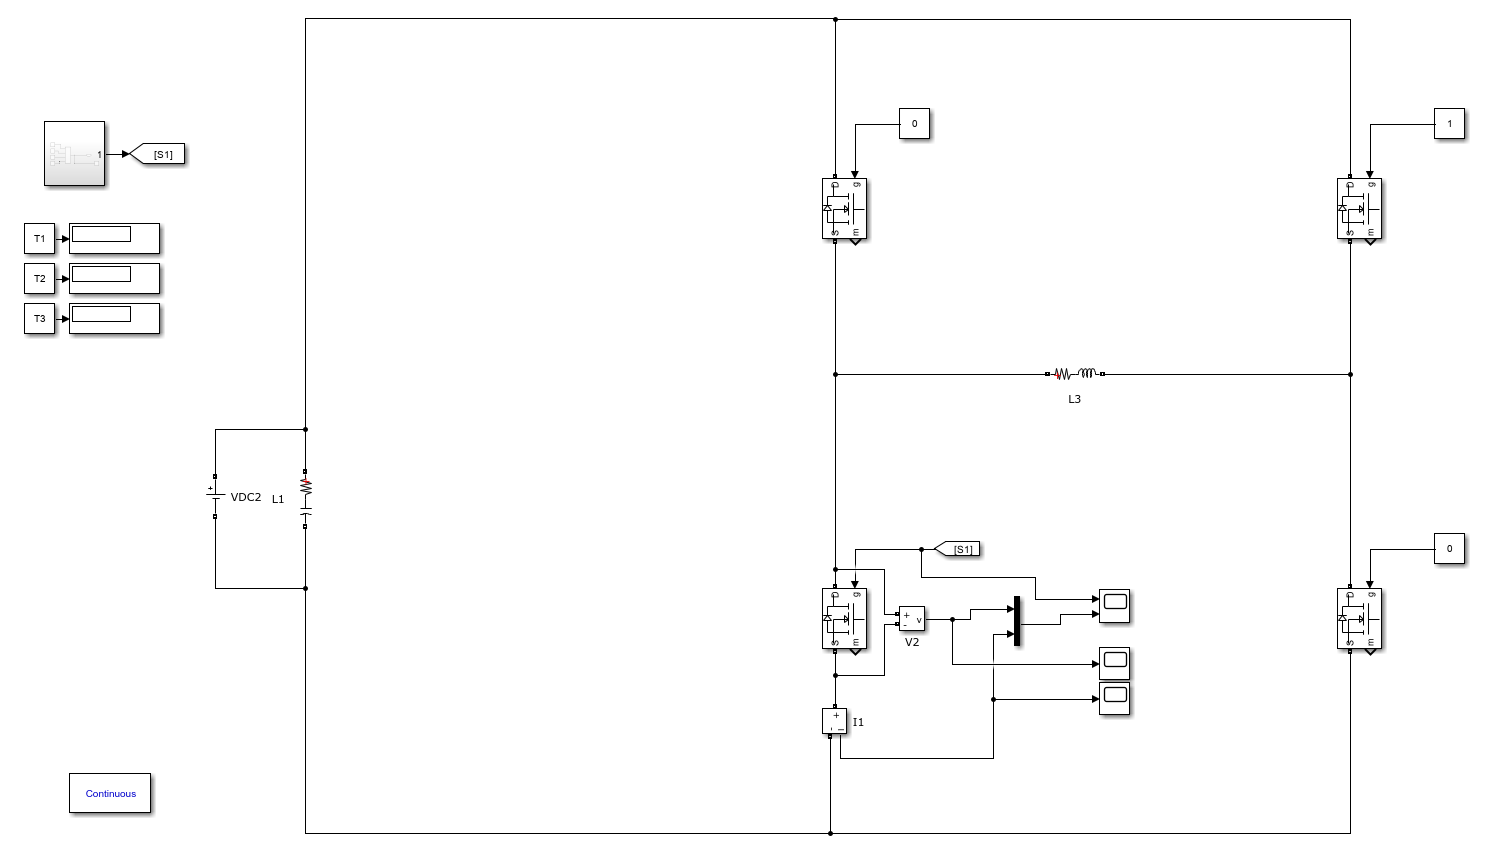 0
1
1
[S1]
D
g
S
m
D
g
S
m
T1
T2
T3
L3
+
VDC2
L1
[S1]
0
D
g
S
m
+
-
v
V2
D
g
S
m
+
-
i
I1
Continuous